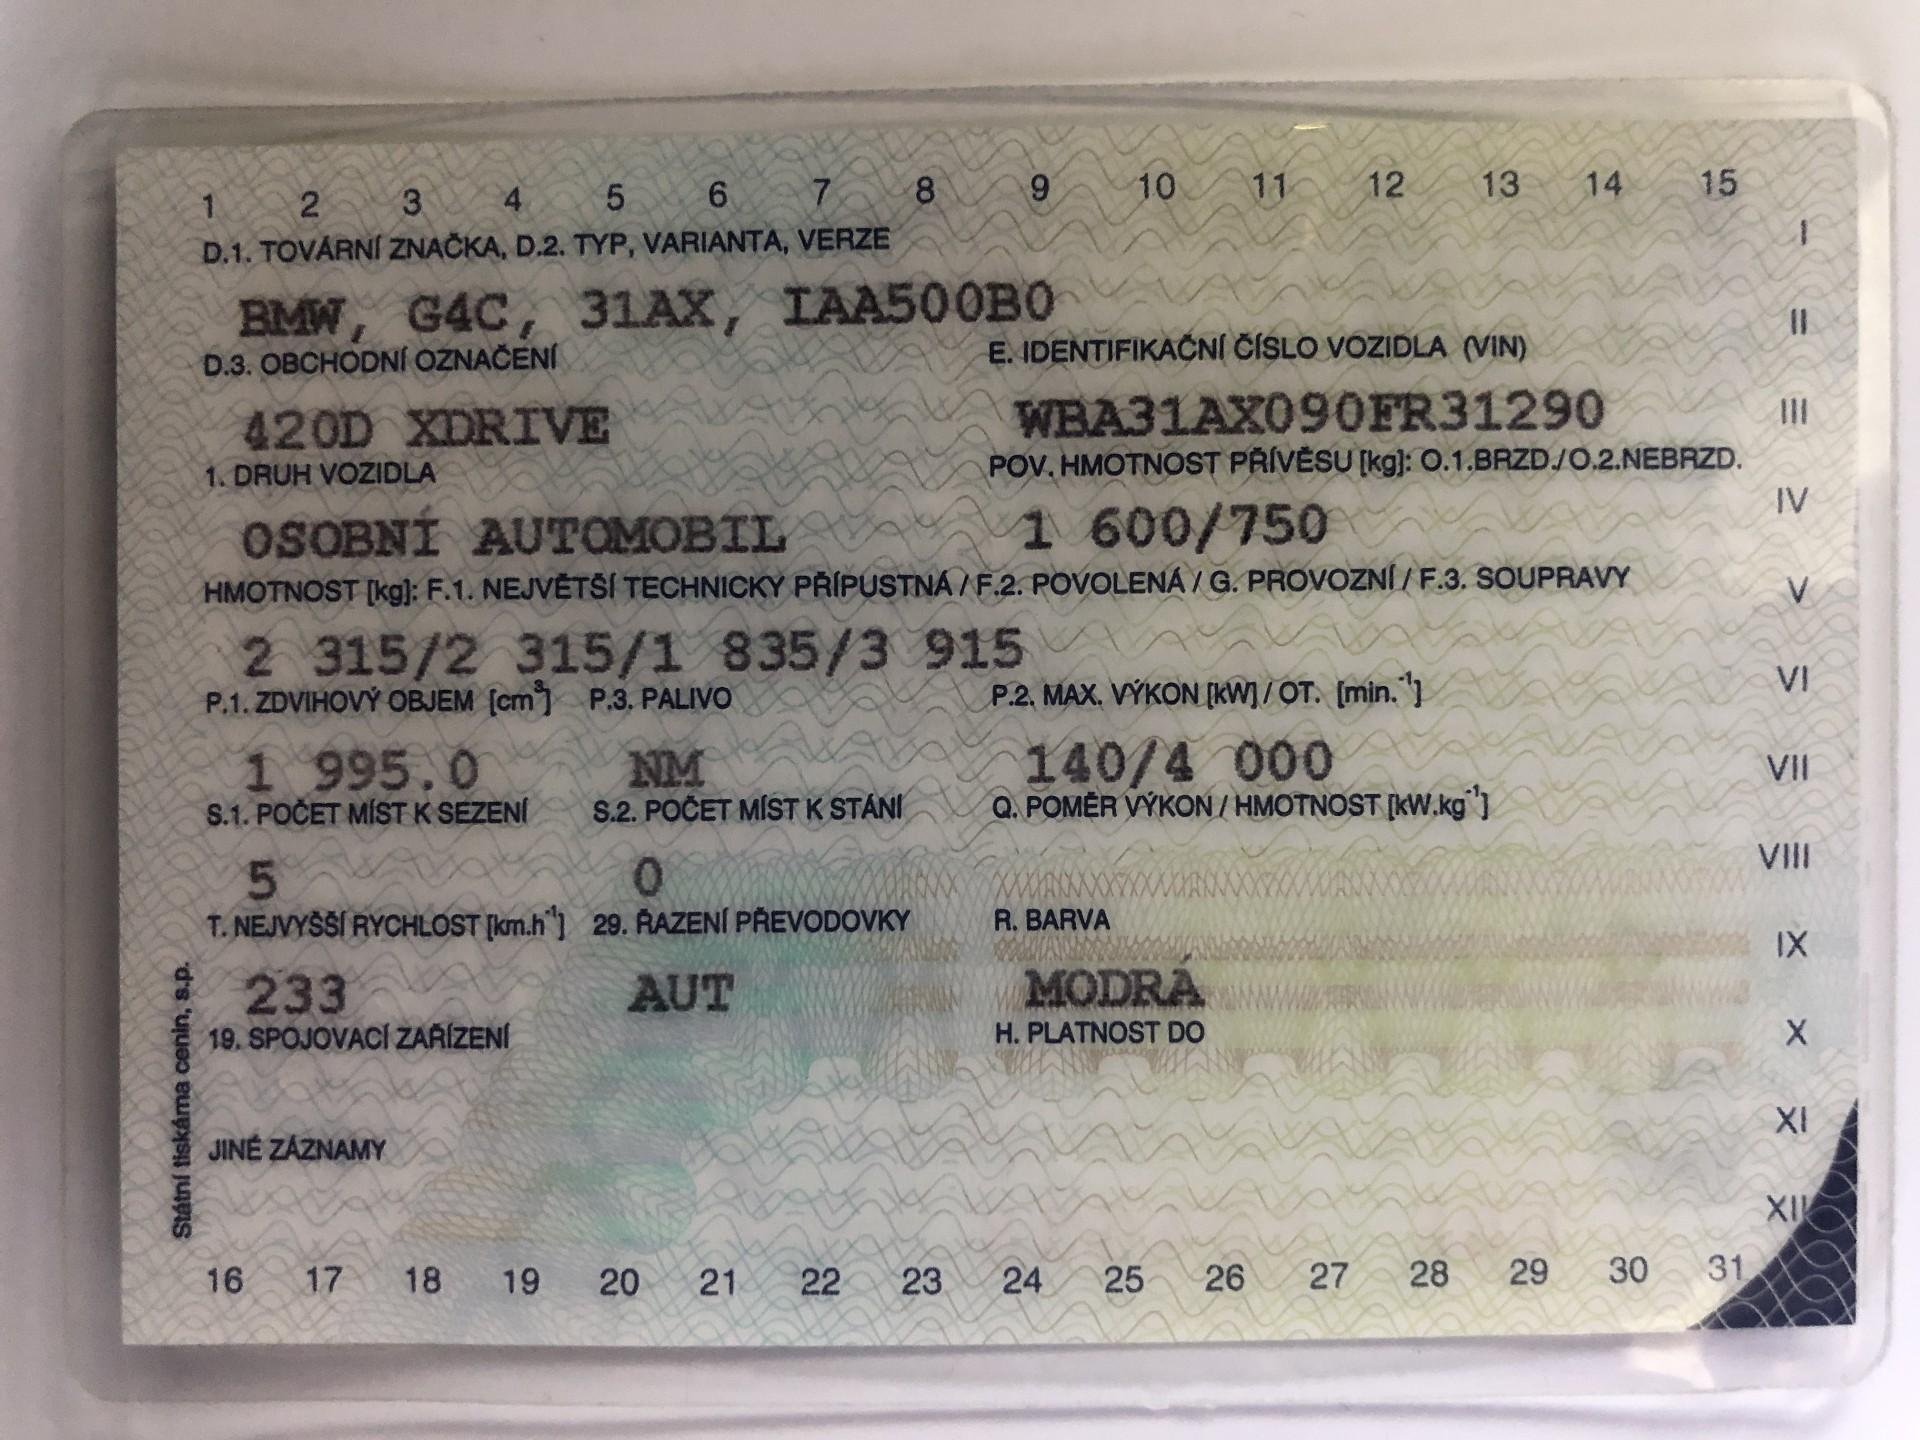 1 2 3 4 5 6 7 8 9 10 11 12 13 14 15
D.1. TOVÁRNÍ ZNAČKA, D.2. TYP, VARIANTA, VERZE
I
BMW, G4C, 31AX, IAA500B0
II
D.3. OBCHODNÍ OZNAČENÍ E. IDENTIFIKAČNÍ ČÍSLO VOZIDLA (VIN)
420D XDRIVE WBA31AX090FR31290
III
1. DRUH VOZIDLA POV. HMOTNOST PŘÍVĚSU [kg]: O.1.BRZD./O.2.NEBRZD.
IV
OSOBNÍ AUTOMOBIL 1 600/750
HMOTNOST [kg]: F.1. NEJVĚTŠÍ TECHNICKY PŘÍPUSTNÁ / F.2. POVOLENÁ / G. PROVOZNÍ / F.3. SOUPRAVY
V
2 315/2 315/1 835/3 915
VI
P.1. ZDVIHOVÝ OBJEM [cm³] P.3. PALIVO P.2. MAX. VÝKON [kW] / OT. [min.⁻¹]
1 995.0 NM 140/4 000
VII
S.1. POČET MÍST K SEZENÍ S.2. POČET MÍST K STÁNÍ Q. POMĚR VÝKON / HMOTNOST [kW.kg⁻¹]
VIII
5 0
T. NEJVYŠŠÍ RYCHLOST [km.h⁻¹] 29. ŘAZENÍ PŘEVODOVKY R. BARVA
IX
233 AUT MODRÁ
19. SPOJOVACÍ ZAŘÍZENÍ H. PLATNOST DO
X
XI
JINÉ ZÁZNAMY
XII
16 17 18 19 20 21 22 23 24 25 26 27 28 29 30 31
Státní tiskárna cenin, s.p.